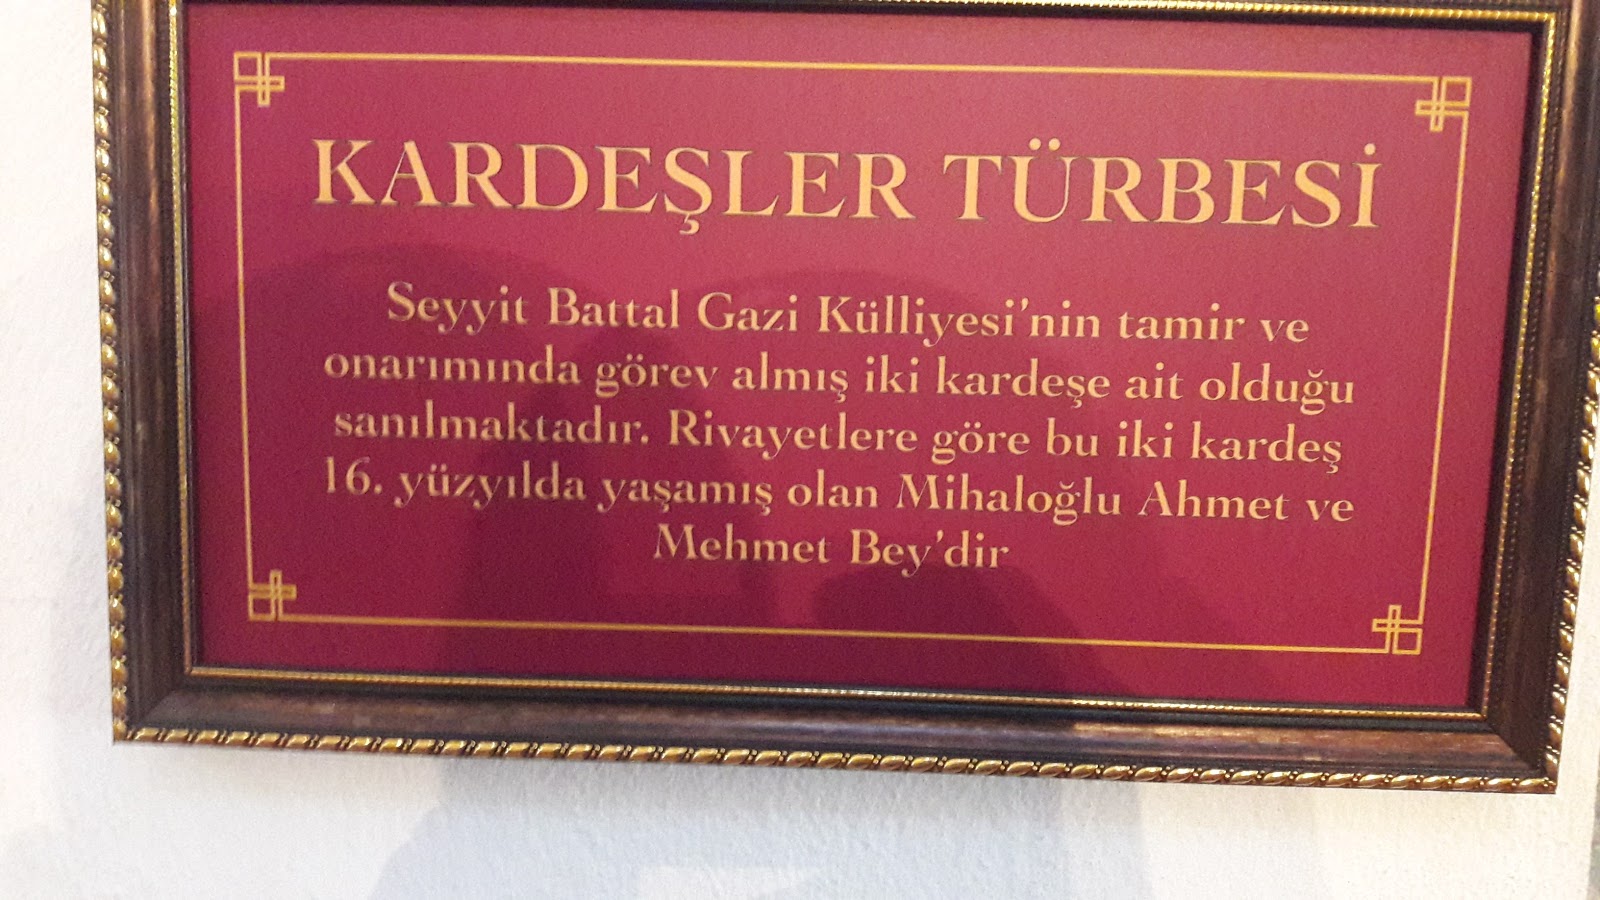 KARDEŞLER TÜRBESİ
Seyyit Battal Gazi Külliyesi'nin tamir ve
onarımında görev almış iki kardeşe ait olduğu
sanılmaktadır. Rivayetlere göre bu iki kardeş
16. yüzyılda yaşamış olan Mihaloğlu Ahmet ve
Mehmet Bey'dir